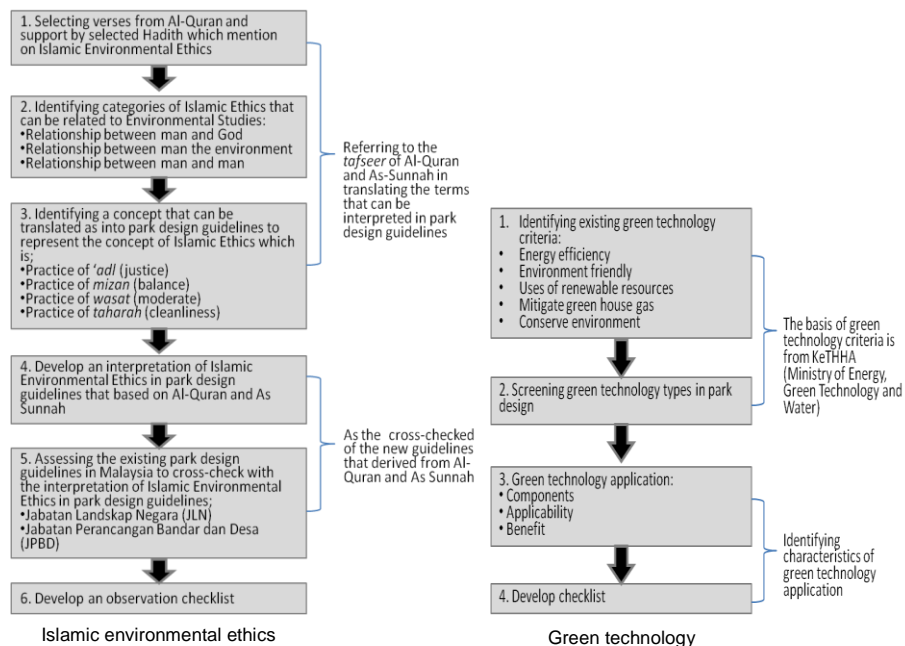 1. Selecting verses from Al-Quran and
support by selected Hadith which mention
on Islamic Environmental Ethics
2. Identifying categories of Islamic Ethics that
can be related to Environmental Studies:
•Relationship between man and God
•Relationship between man the environment
•Relationship between man and man
3. Identifying a concept that can be
translated as into park design guidelines to
represent the concept of Islamic Ethics which
is;
•Practice of ‘adl (justice)
•Practice of mizan (balance)
•Practice of wasat (moderate)
•Practice of taharah (cleanliness)
Referring to the
tafseer of Al-Quran
and As-Sunnah in
translating the terms
that can be
interpreted in park
design guidelines
4. Develop an interpretation of Islamic
Environmental Ethics in park design
guidelines that based on Al-Quran and As
Sunnah
5. Assessing the existing park design
guidelines in Malaysia to cross-check with
the interpretation of Islamic Environmental
Ethics in park design guidelines;
•Jabatan Landskap Negara (JLN)
•Jabatan Perancangan Bandar dan Desa
(JPBD)
As the cross-checked
of the new guidelines
that derived from Al-
Quran and As Sunnah
6. Develop an observation checklist
Islamic environmental ethics
1. Identifying existing green technology
criteria:
• Energy efficiency
• Environment friendly
• Uses of renewable resources
• Mitigate green house gas
• Conserve environment
2. Screening green technology types in park
design
The basis of green
technology criteria is
from KeTHHA
(Ministry of Energy,
Green Technology and
Water)
3. Green technology application:
•Components
•Applicability
•Benefit
4. Develop checklist
Identifying
characteristics of
green technology
application
Green technology